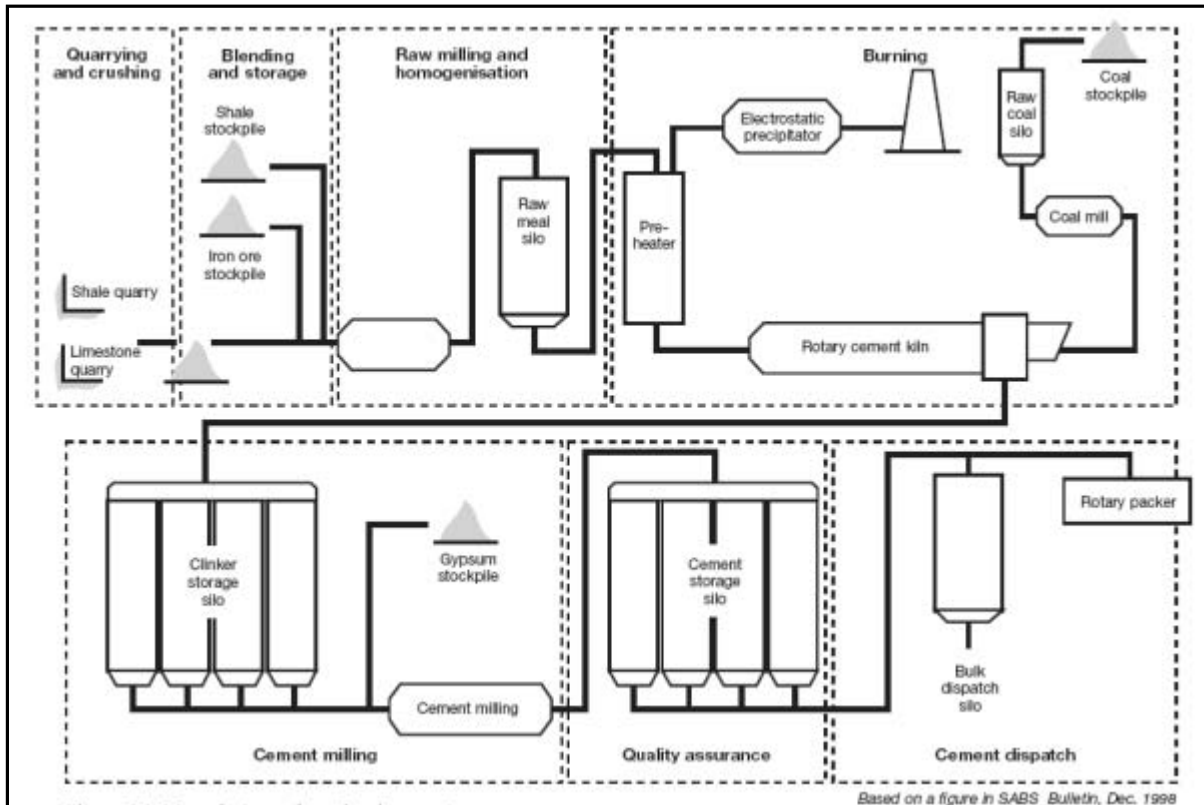 Quarrying
and crushing
Blending
and storage
Raw milling and
homogenisation
Burning
Shale
stockpile
Iron ore
stockpile
Shale quarry
Limestone
quarry
Raw
meal
silo
Pre-
heater
Electrostatic
precipitator
Raw
coal
silo
Coal
stockpile
Coal mill
Rotary cement kiln
Clinker
storage
silo
Gypsum
stockpile
Cement milling
Cement milling
Cement
storage
silo
Quality assurance
Bulk
dispatch
silo
Rotary packer
Cement dispatch
Based on a figure in SABS Bulletin, Dec. 1998